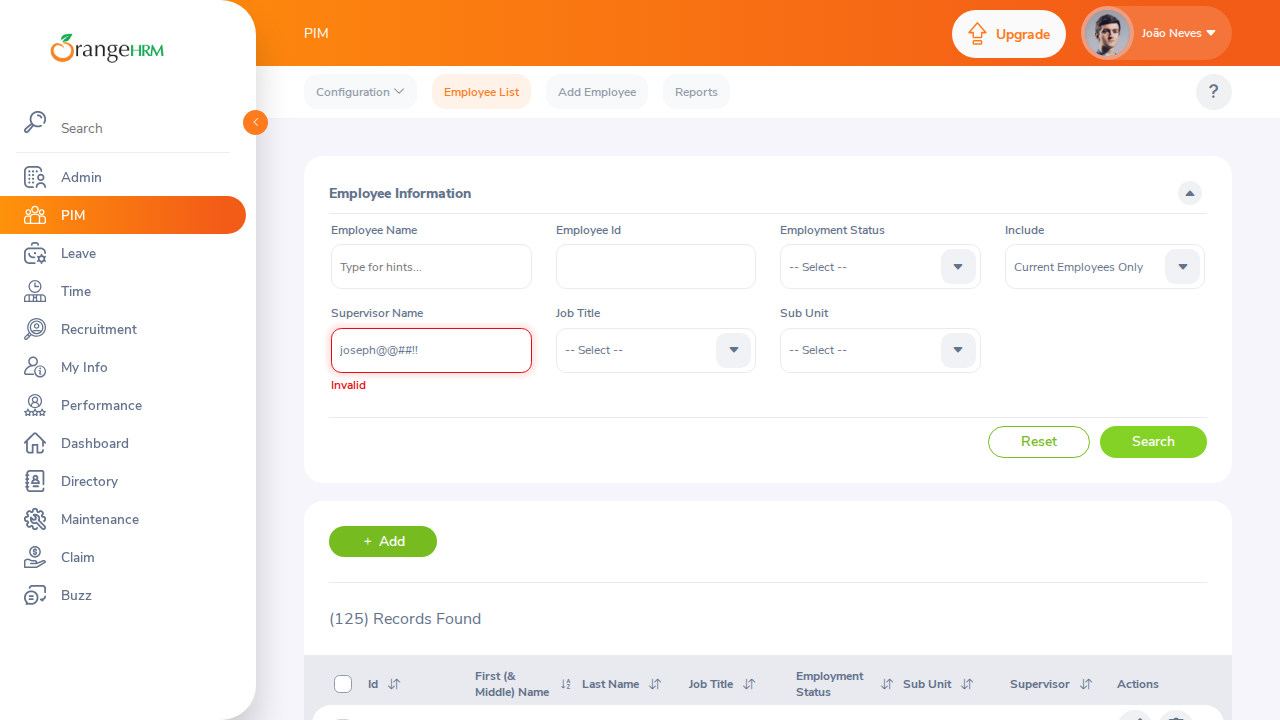 OrangeHRM
PIM
Upgrade
João Neves
Configuration
Employee List
Add Employee
Reports
?
Search
Admin
PIM
Leave
Time
Recruitment
My Info
Performance
Dashboard
Directory
Maintenance
Claim
Buzz
Employee Information
Employee Name
Employee Id
Employment Status
Include
Type for hints...
-- Select --
Current Employees Only
Supervisor Name
Job Title
Sub Unit
joseph@@##!!
-- Select --
-- Select --
Invalid
Reset
Search
+ Add
(125) Records Found
Id
First (&
Middle) Name
Last Name
Job Title
Employment
Status
Sub Unit
Supervisor
Actions